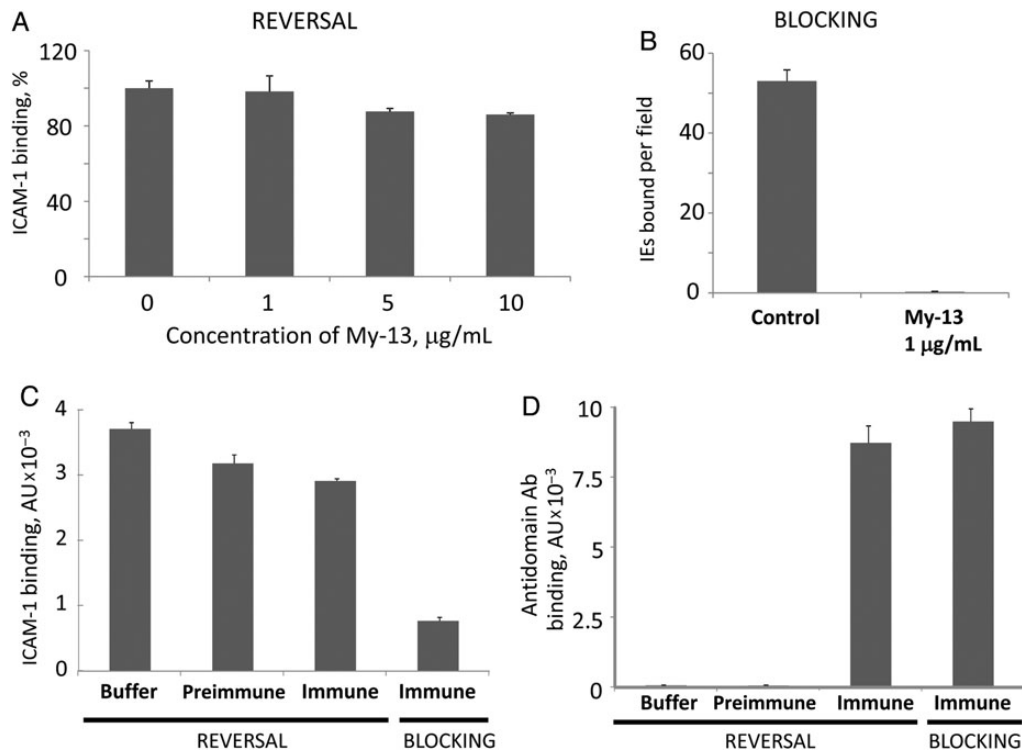 A
REVERSAL
ICAM-1 binding, %
120
80
40
0
0 1 5 10
Concentration of My-13, µg/mL
B
BLOCKING
IEs bound per field
60
40
20
0
Control My-13
1 µg/mL
C
ICAM-1 binding, AU×10⁻³
4
3
2
1
0
Buffer Preimmune Immune Immune
REVERSAL BLOCKING
D
Antidomain Ab
binding, AU×10⁻³
10
7.5
5
2.5
0
Buffer Preimmune Immune Immune
REVERSAL BLOCKING